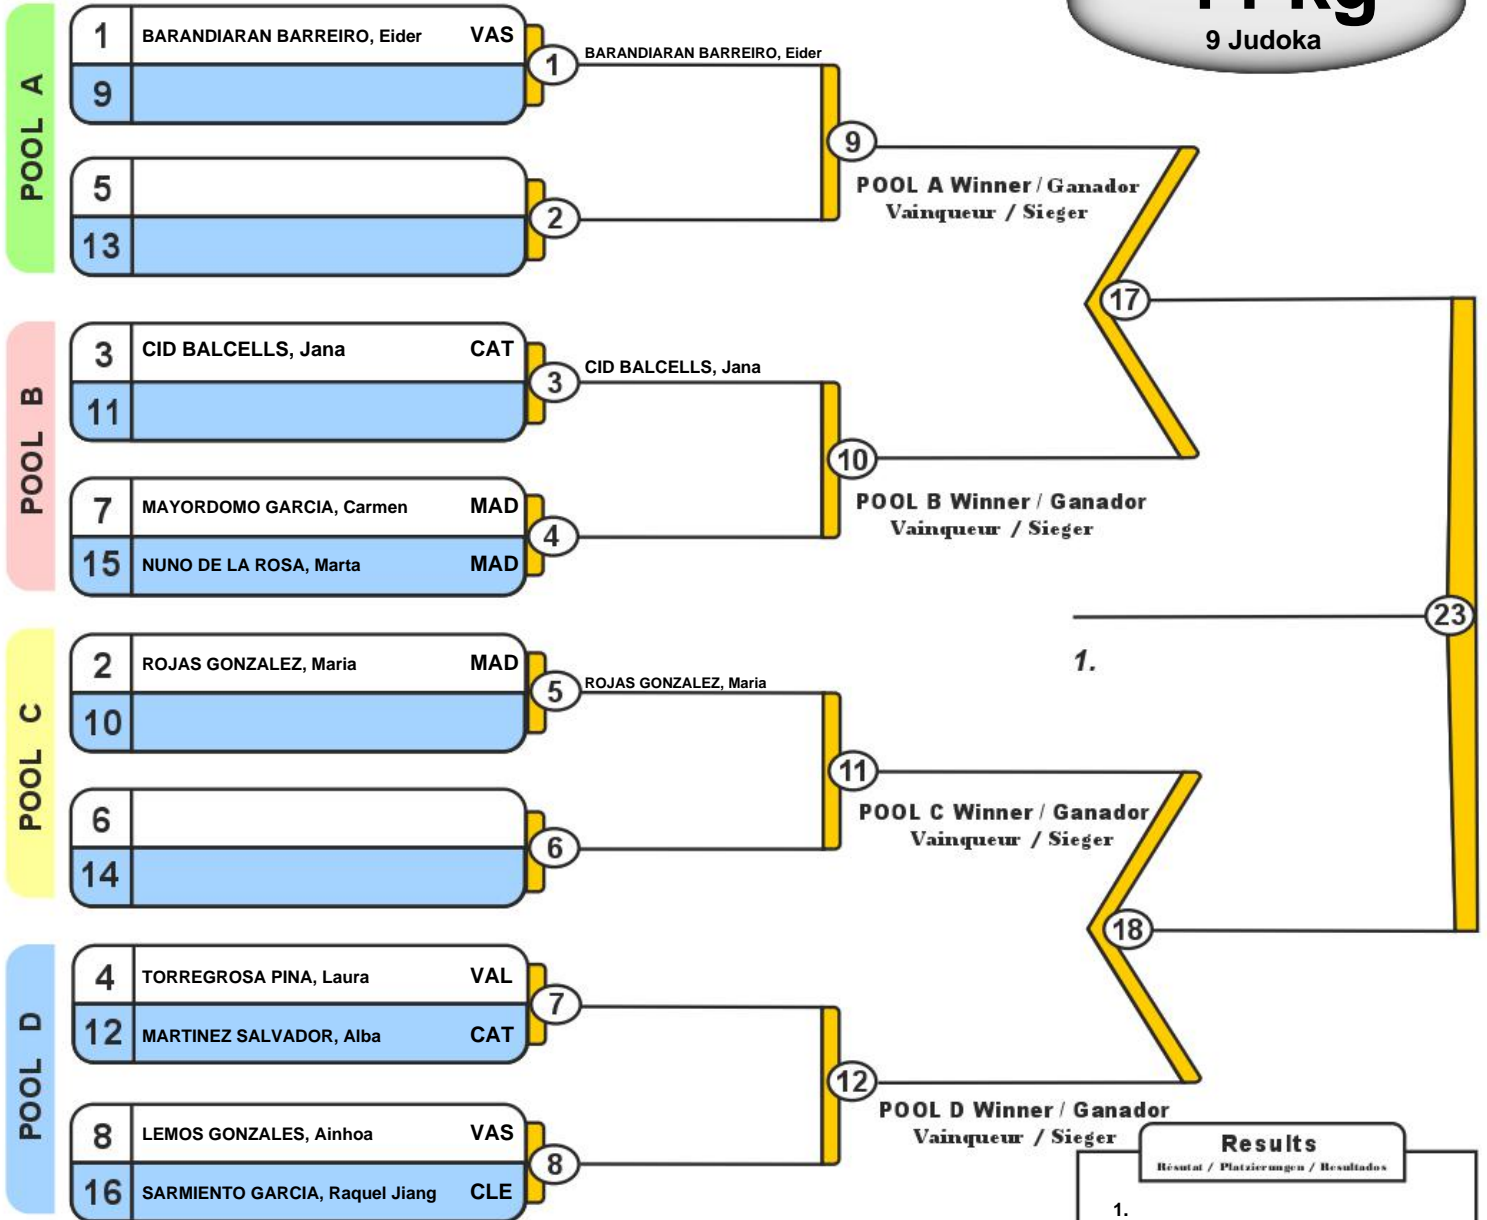 kg
9 Judoka
POOL A
1 BARANDIARAN BARREIRO, Eider VAS
9
1
BARANDIARAN BARREIRO, Eider
5
13
2
9
POOL A Winner / Ganador
Vainqueur / Sieger
17
POOL B
3 CID BALCELLS, Jana CAT
11
3
CID BALCELLS, Jana
7 MAYORDOMO GARCIA, Carmen MAD
15 NUNO DE LA ROSA, Marta MAD
4
10
POOL B Winner / Ganador
Vainqueur / Sieger
23
1.
POOL C
2 ROJAS GONZALEZ, Maria MAD
10
5
ROJAS GONZALEZ, Maria
6
14
6
11
POOL C Winner / Ganador
Vainqueur / Sieger
18
POOL D
4 TORREGROSA PINA, Laura VAL
12 MARTINEZ SALVADOR, Alba CAT
7
8 LEMOS GONZALES, Ainhoa VAS
16 SARMIENTO GARCIA, Raquel Jiang CLE
8
12
POOL D Winner / Ganador
Vainqueur / Sieger
Results
Résutat / Platzierungen / Resultados
1.